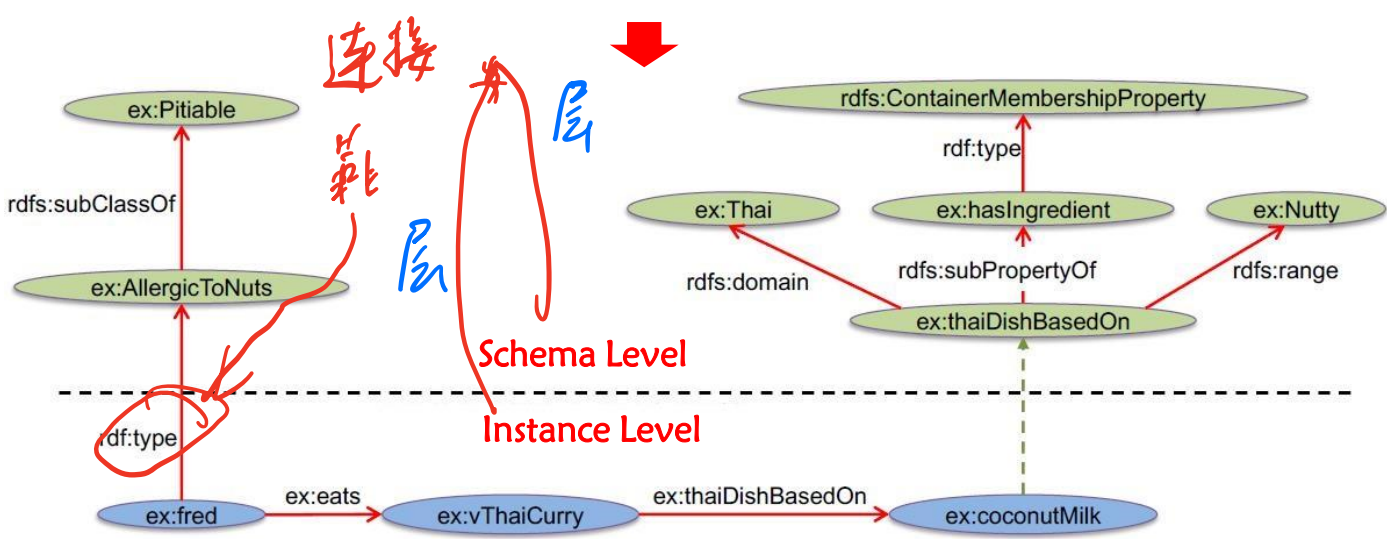 连接
层
rdfs:ContainerMembershipProperty
ex:Pitiable
rdf:type
rdfs:subClassOf
ex:Thai
ex:hasIngredient
ex:Nutty
层
rdfs:domain
rdfs:subPropertyOf
rdfs:range
ex:AllergicToNuts
ex:thaiDishBasedOn
Schema Level
Instance Level
rdf:type
ex:eats
ex:thaiDishBasedOn
ex:fred
ex:vThaiCurry
ex:coconutMilk